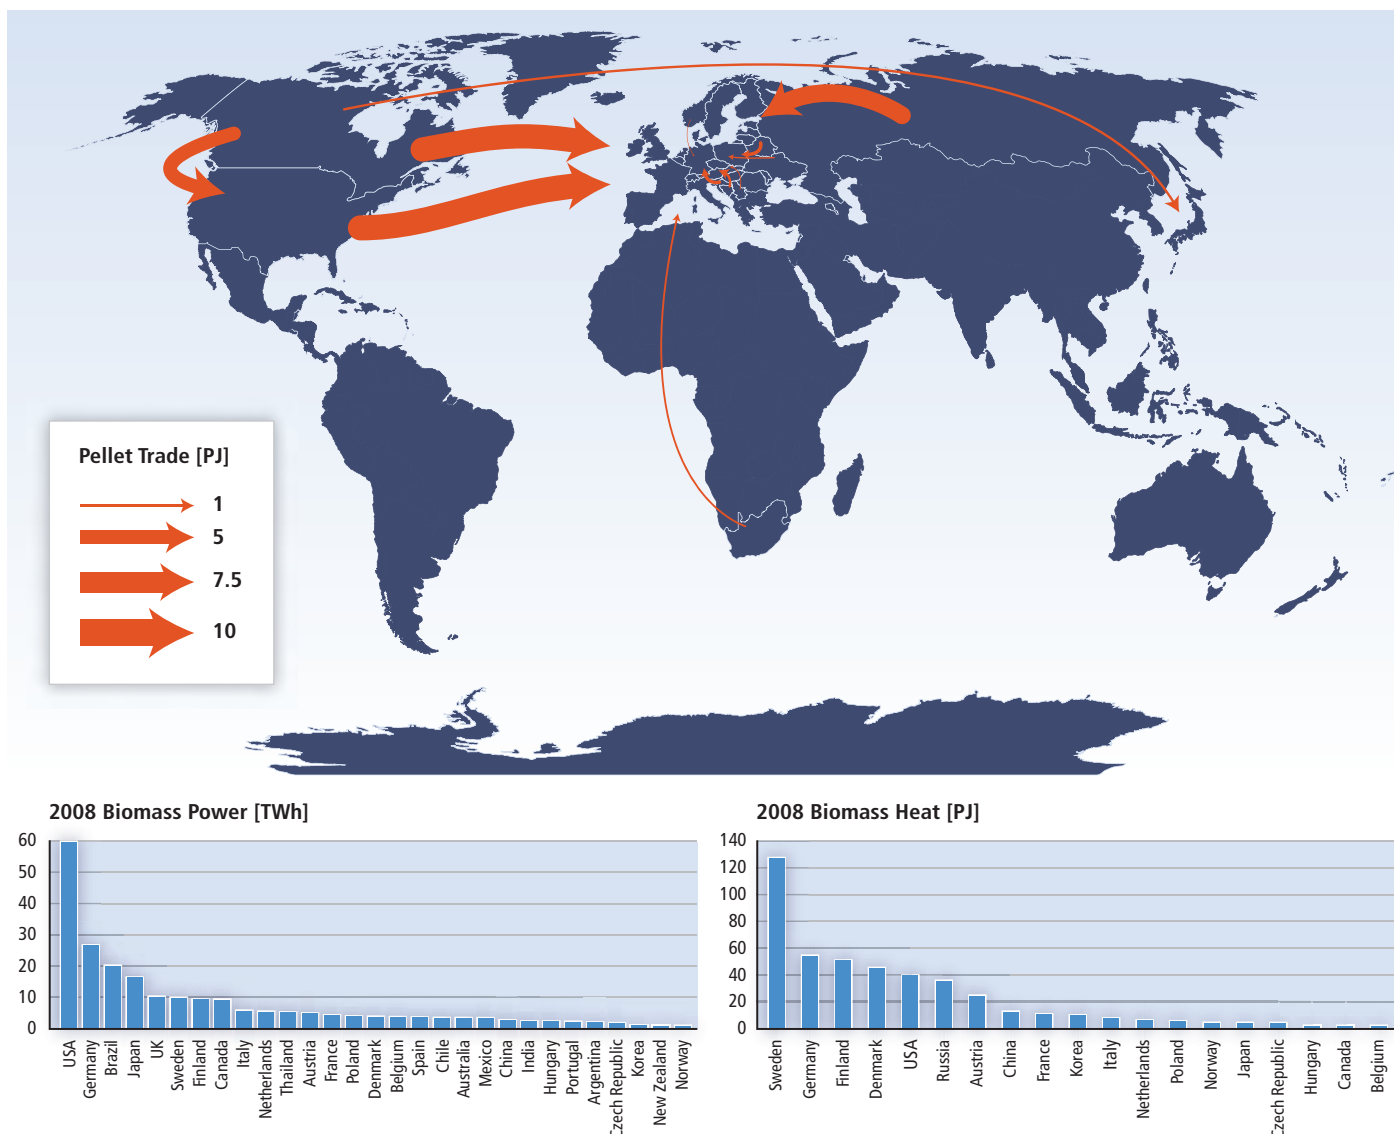 Pellet Trade [PJ]
1
5
7.5
10
2008 Biomass Power [TWh]
60
50
40
30
20
10
0
USA
Germany
Brazil
Japan
UK
Sweden
Finland
Canada
Italy
Netherlands
Thailand
Austria
France
Poland
Denmark
Belgium
Spain
Chile
Australia
Mexico
China
India
Hungary
Portugal
Argentina
Czech Republic
Korea
New Zealand
Norway
2008 Biomass Heat [PJ]
140
120
100
80
60
40
20
0
Sweden
Germany
Finland
Denmark
USA
Russia
Austria
China
France
Korea
Italy
Netherlands
Poland
Norway
Japan
Czech Republic
Hungary
Canada
Belgium